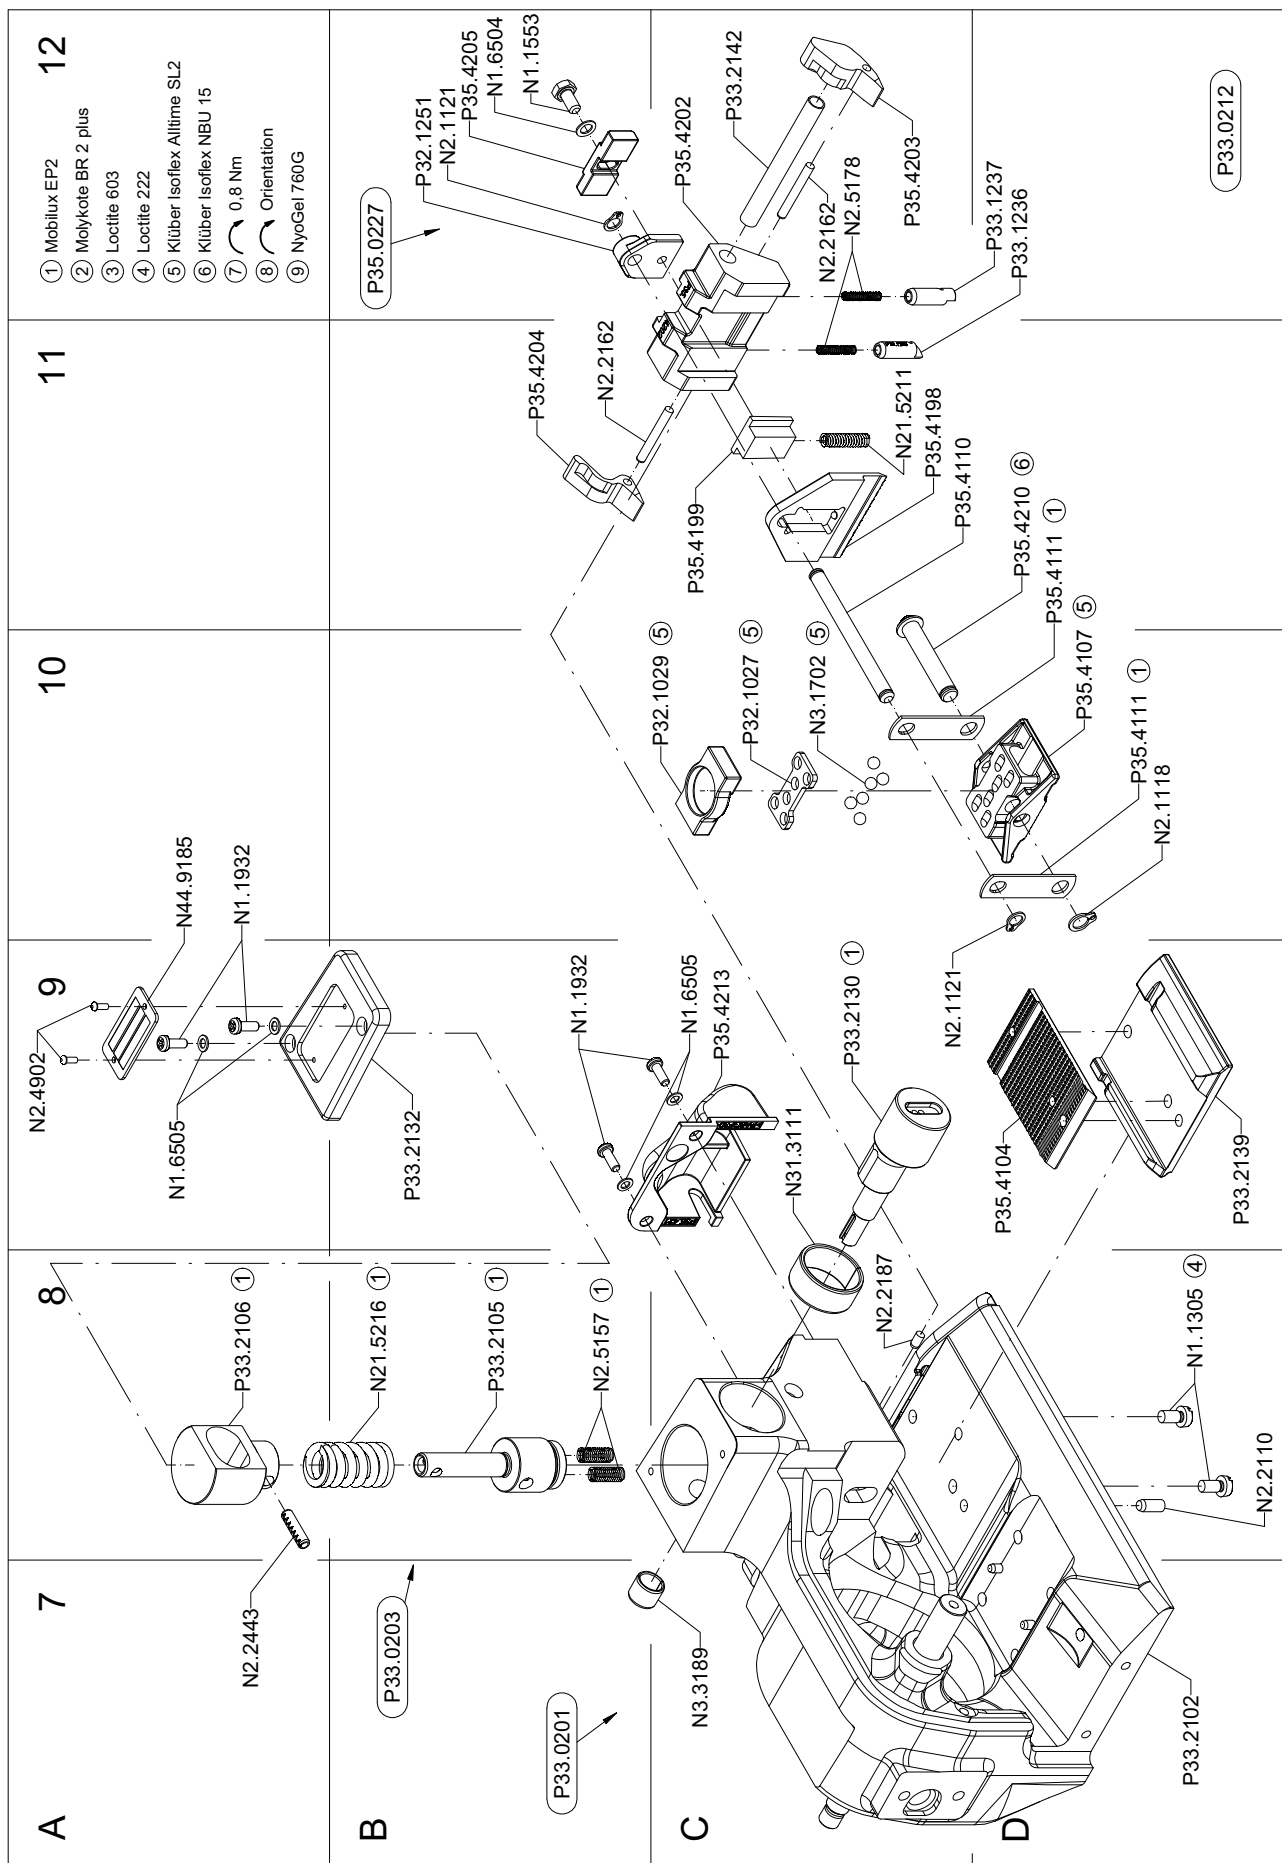 A
B
C
D
7
8
9
10
11
12
① Mobilux EP2
② Molykote BR 2 plus
③ Loctite 603
④ Loctite 222
⑤ Klüber Isoflex Alltime SL2
⑥ Klüber Isoflex NBU 15
⑦ 0,8 Nm
⑧ Orientation
⑨ NyoGel 760G
N2.2443
P33.2106 ①
N21.5216 ①
P33.2105 ①
N2.5157 ①
P33.0203
P33.0201
N3.3189
P33.2102
N2.2110
N1.1305 ④
N2.2187
N2.4902
N1.6505
P33.2132
N44.9185
N1.1932
N1.1932
N1.6505
P35.4213
P33.2130 ①
N31.3111
P35.4104
P33.2139
N2.1121
N2.1118
P35.4111 ①
P35.4107 ⑤
P35.4111 ①
P35.4210 ⑥
P35.4110
P35.4198
N21.5211
P32.1029 ⑤
P32.1027 ⑤
N3.1702 ⑤
P35.4199
P35.4204
N2.2162
P35.0227
P32.1251
N2.1121
P35.4205
N1.6504
N1.1553
P35.4202
P33.2142
P35.4203
N2.2162
N2.5178
P33.1237
P33.1236
P33.0212